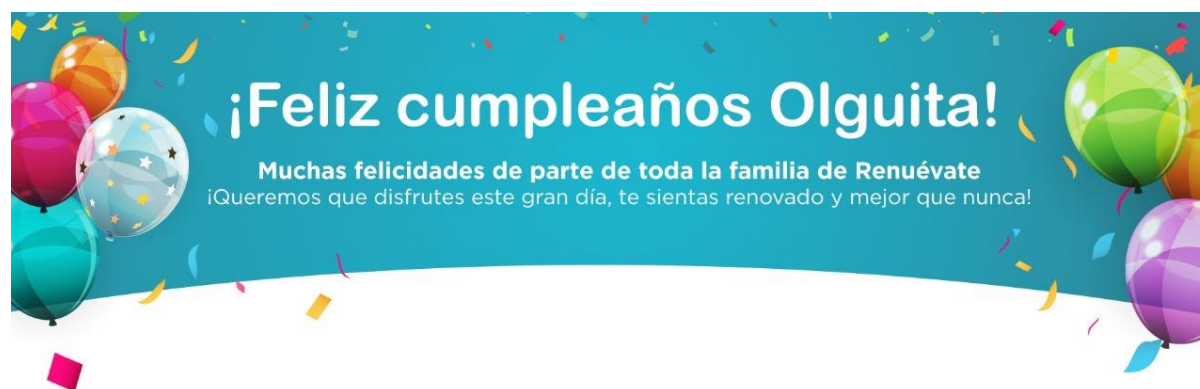 ¡Feliz cumpleaños Olguita!
Muchas felicidades de parte de toda la familia de Renuévate
¡Queremos que disfrutes este gran día, te sientas renovado y mejor que nunca!